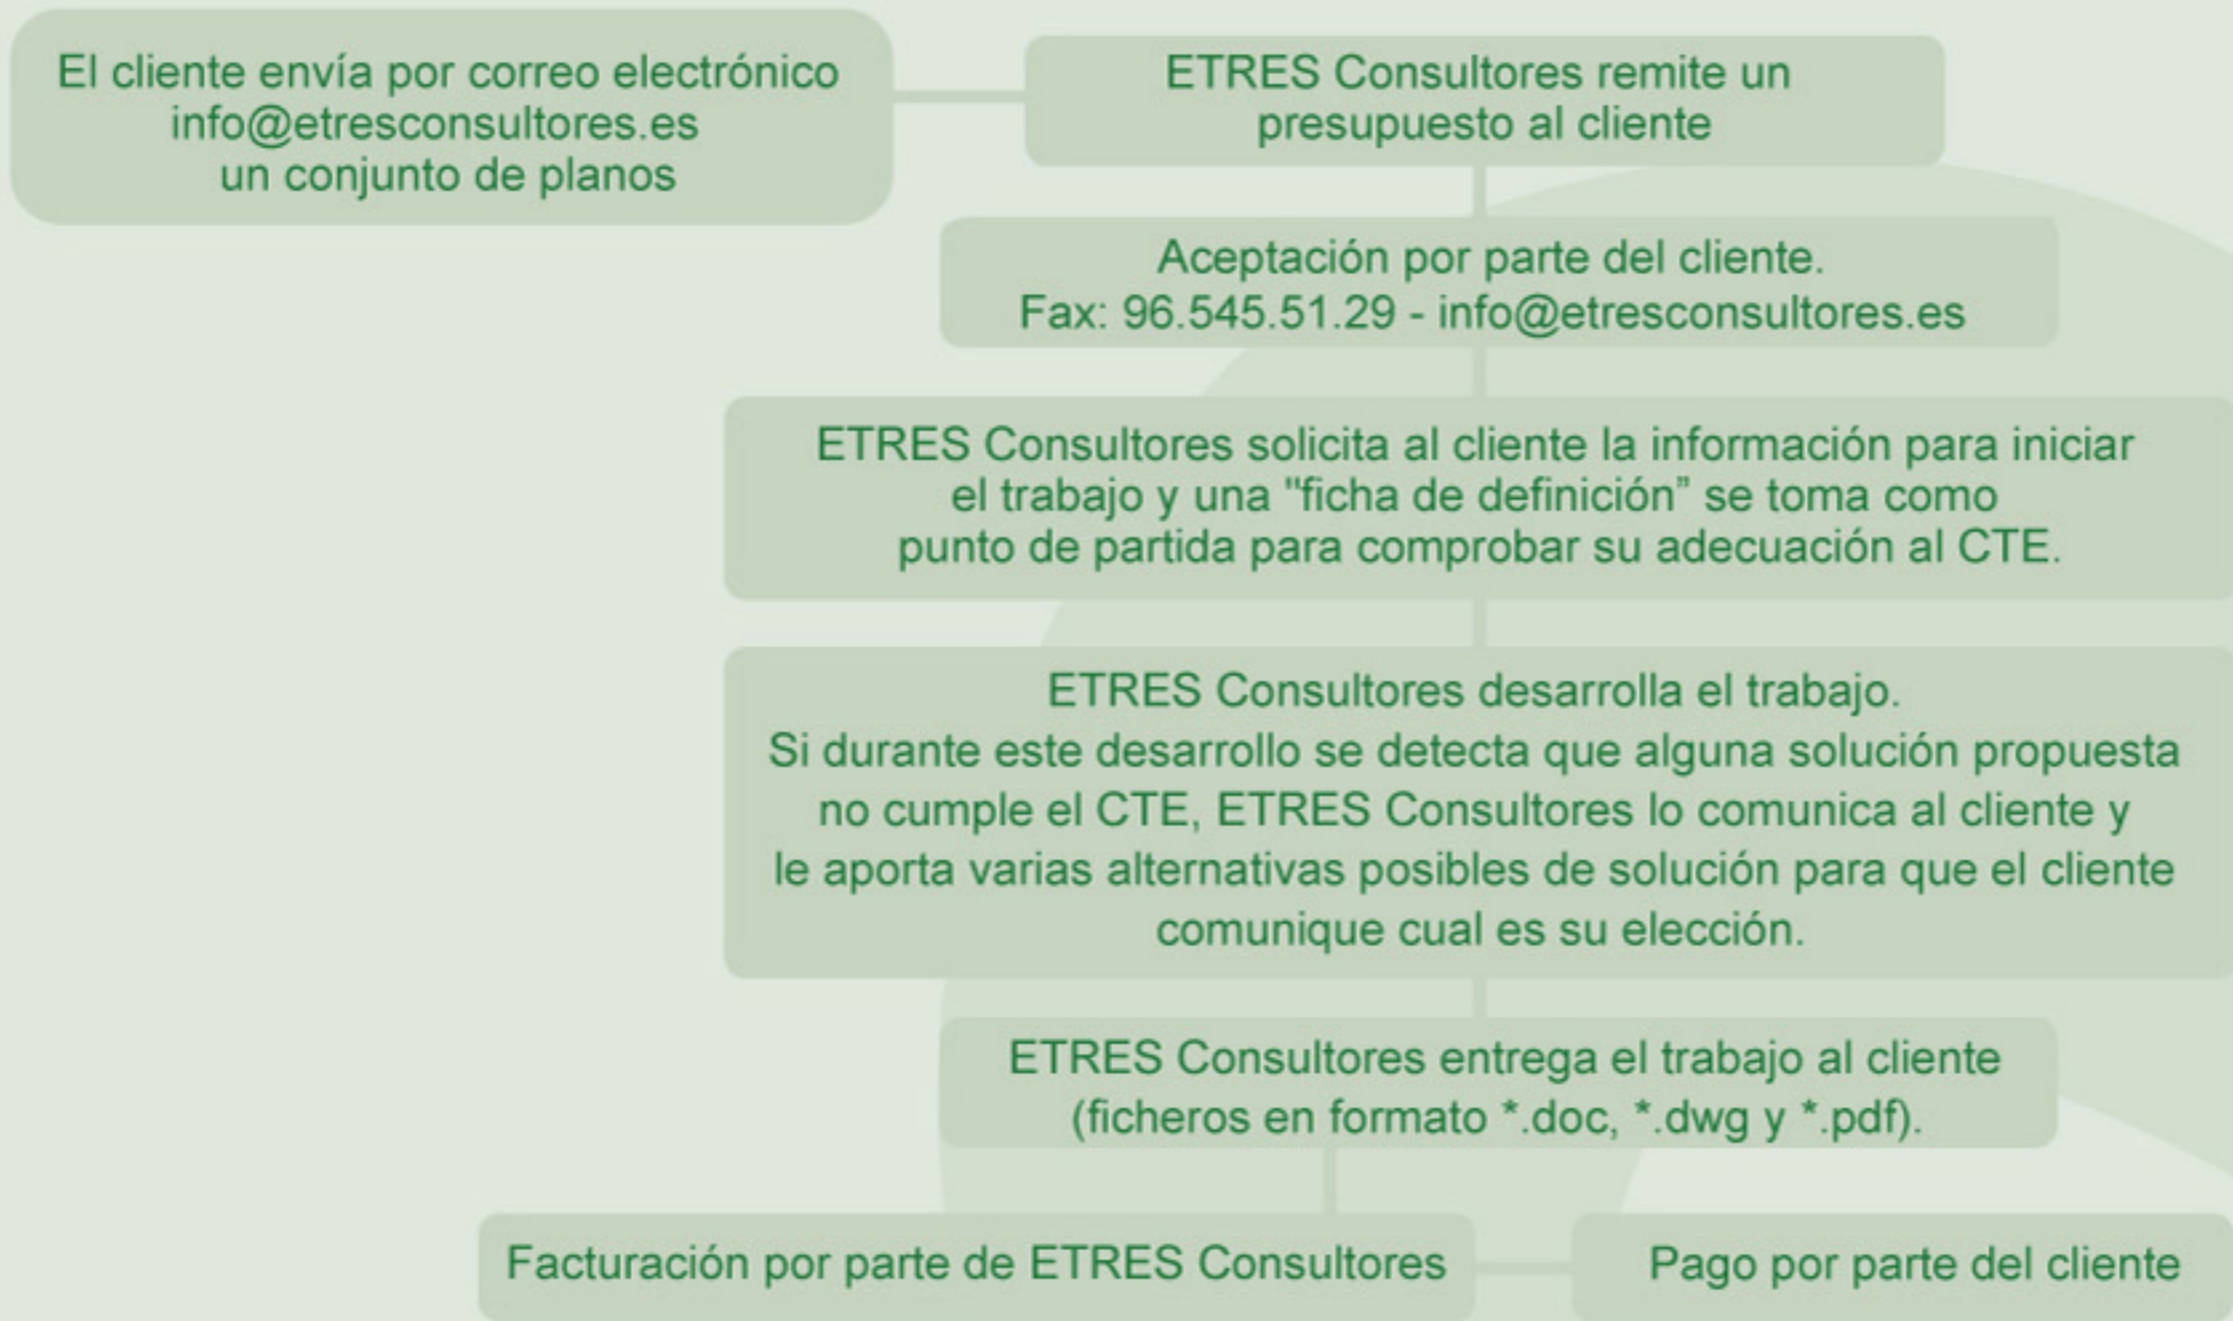 El cliente envía por correo electrónico
info@etresconsultores.es
un conjunto de planos
ETRES Consultores remite un
presupuesto al cliente
Aceptación por parte del cliente.
Fax: 96.545.51.29 - info@etresconsultores.es
ETRES Consultores solicita al cliente la información para iniciar
el trabajo y una "ficha de definición” se toma como
punto de partida para comprobar su adecuación al CTE.
ETRES Consultores desarrolla el trabajo.
Si durante este desarrollo se detecta que alguna solución propuesta
no cumple el CTE, ETRES Consultores lo comunica al cliente y
le aporta varias alternativas posibles de solución para que el cliente
comunique cual es su elección.
ETRES Consultores entrega el trabajo al cliente
(ficheros en formato *.doc, *.dwg y *.pdf).
Facturación por parte de ETRES Consultores
Pago por parte del cliente